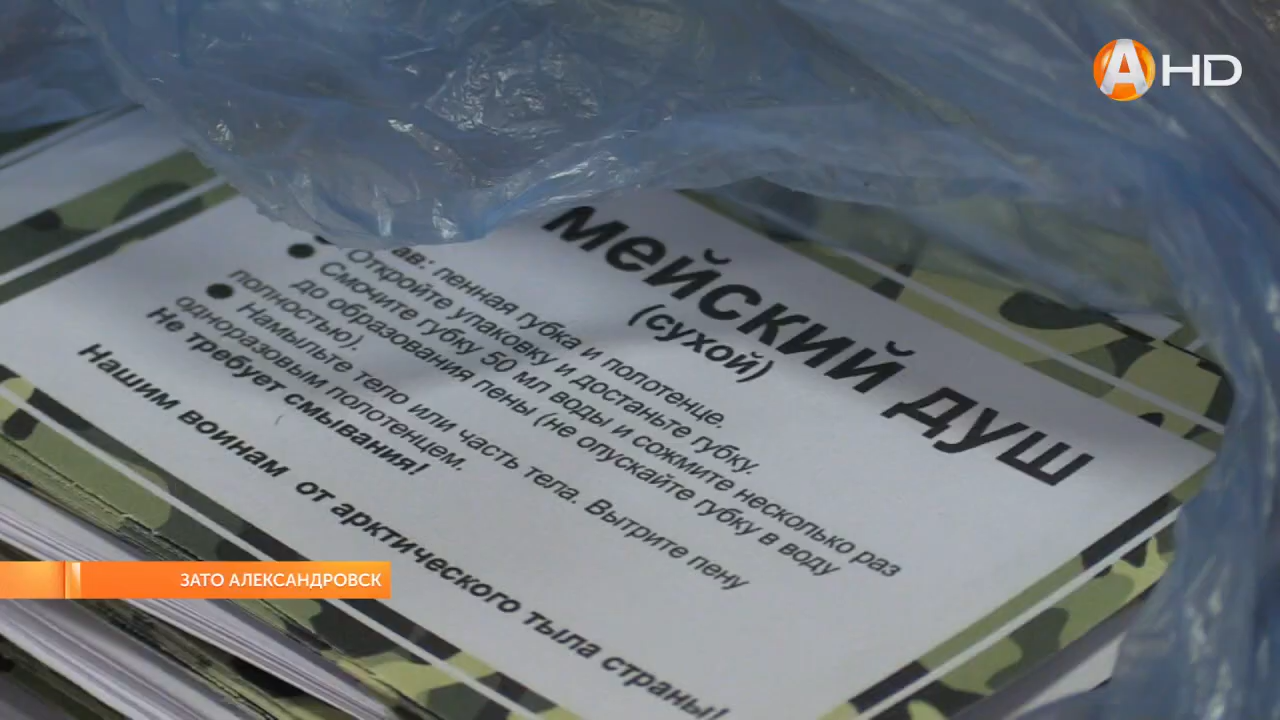 АHD
мейский душ
(сухой)
ав: пенная губка и полотенце.
● Откройте упаковку и достаньте губку.
Смочите губку 50 мл воды и сожмите несколько раз
до образования пены (не опускайте губку в воду
полностью).
● Намыльте тело или часть тела. Вытрите пену
одноразовым полотенцем.
Не требует смывания!
Нашим воинам от арктического тыла страны!
ЗАТО АЛЕКСАНДРОВСК